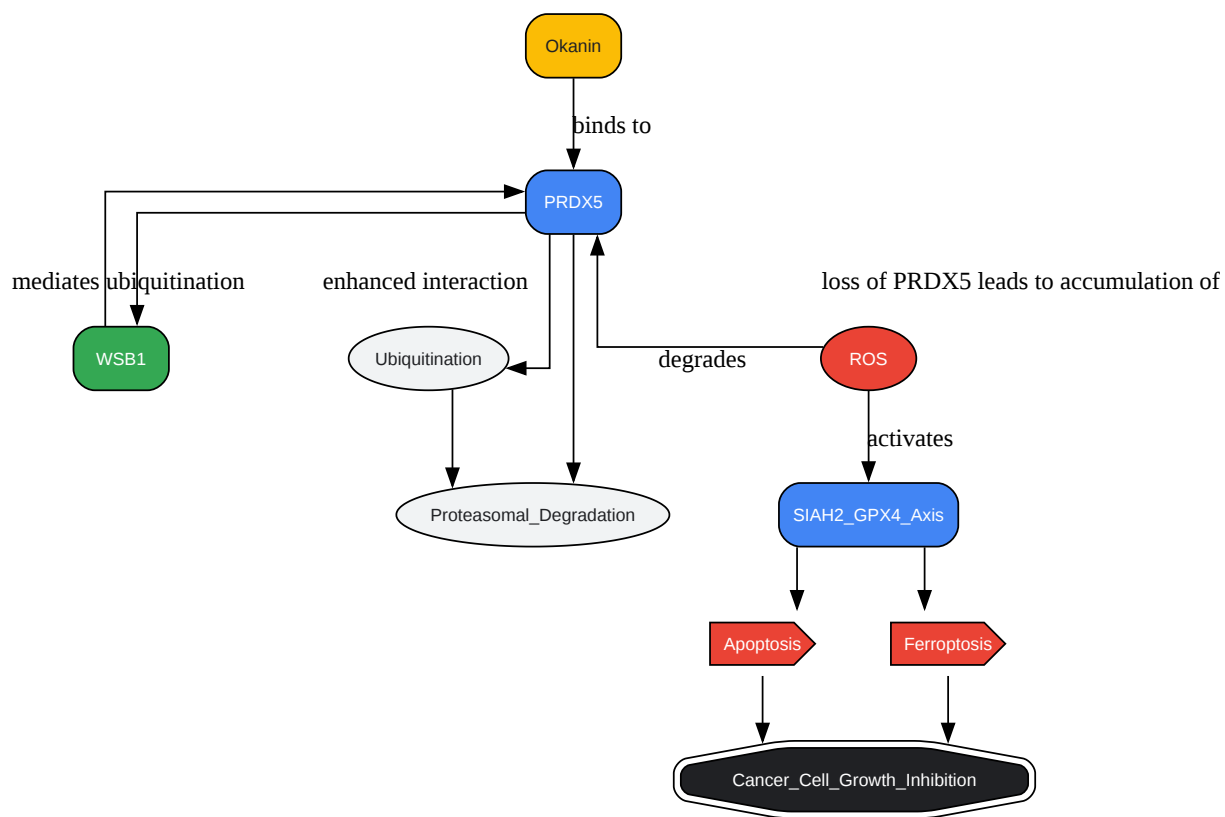 Okanin
binds to
PRDX5
mediates ubiquitination
enhanced interaction
loss of PRDX5 leads to accumulation of
WSB1
Ubiquitination
degrades
ROS
activates
Proteasomal_Degradation
SIAH2_GPX4_Axis
Apoptosis
Ferroptosis
Cancer_Cell_Growth_Inhibition